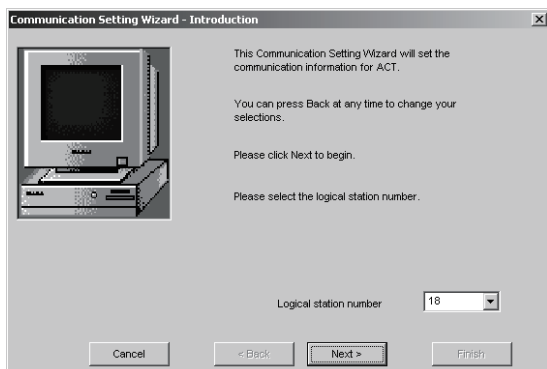 Communication Setting Wizard - Introduction
This Communication Setting Wizard will set the
communication information for ACT.
You can press Back at any time to change your
selections.
Please click Next to begin.
Please select the logical station number.
Logical station number
18
Cancel
< Back
Next >
Finish